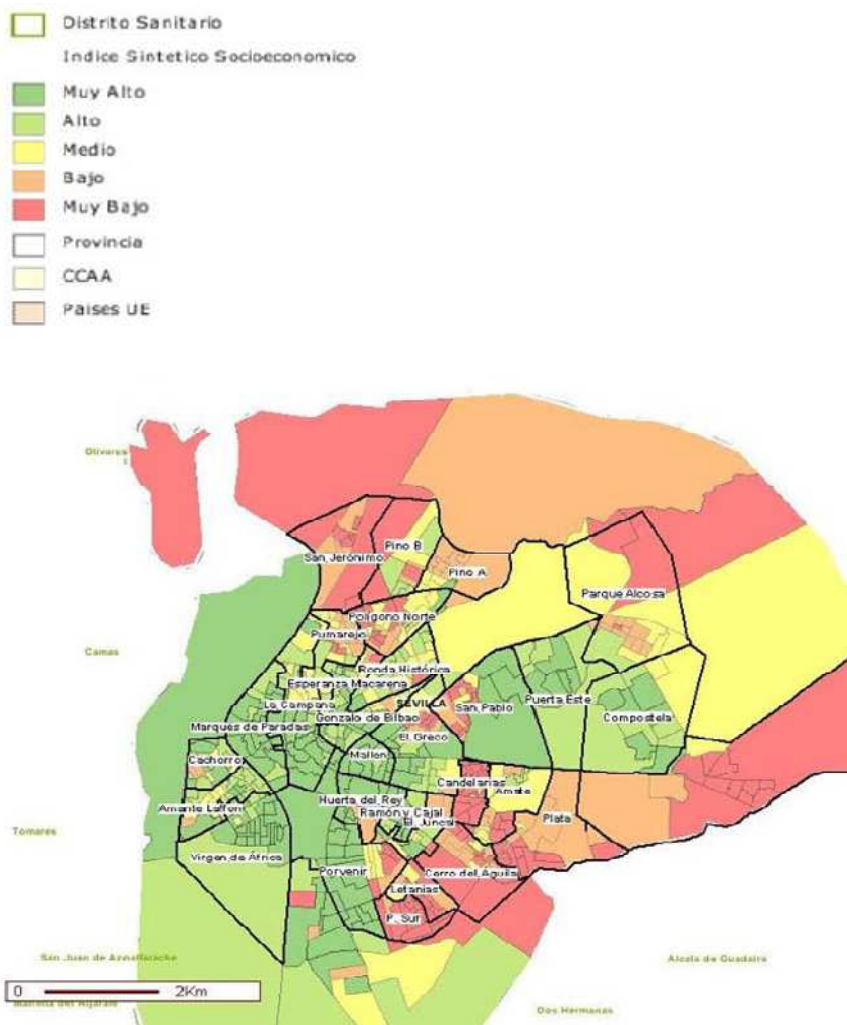 Distrito Sanitario
Indice Sintetico Socioeconomico
Muy Alto
Alto
Medio
Bajo
Muy Bajo
Provincia
CCAA
Paises UE
Olivares
San Jerónimo
Pino B
Pino A
Parque Alcosa
Polígono Norte
Pumarejo
Camas
Ronda Histórica
Esperanza Macarena
SEVILLA
La Campana
San Pablo
Puerta Este
Gonzalo de Bilbao
Compostela
Marqués de Paradas
El Greco
Mallen
Cachorro
Candelarias
Amate
Amante Laffon
Huerta del Rey
Ramón y Cajal
El Juncal
Plata
Tomares
Virgen de África
Porvenir
Cerro del Aguila
Letanias
P. Sur
San Juan de Aznalfarache
Alcala de Guadaira
0 2Km
Dos Hermanas